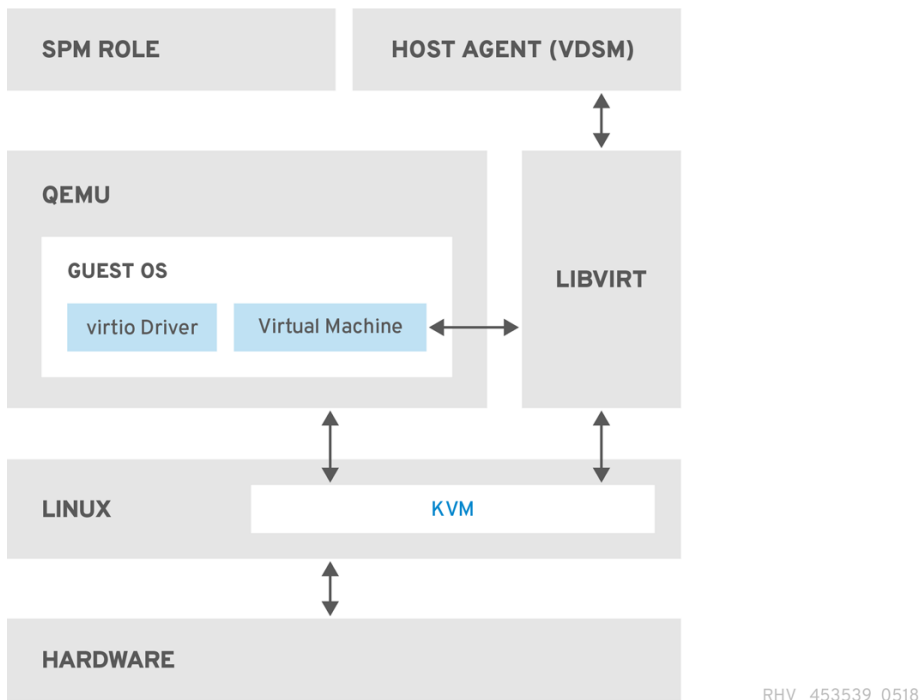 SPM ROLE
HOST AGENT (VDSM)
QEMU
GUEST OS
virtio Driver
Virtual Machine
LIBVIRT
LINUX
KVM
HARDWARE
RHV_453539_0518